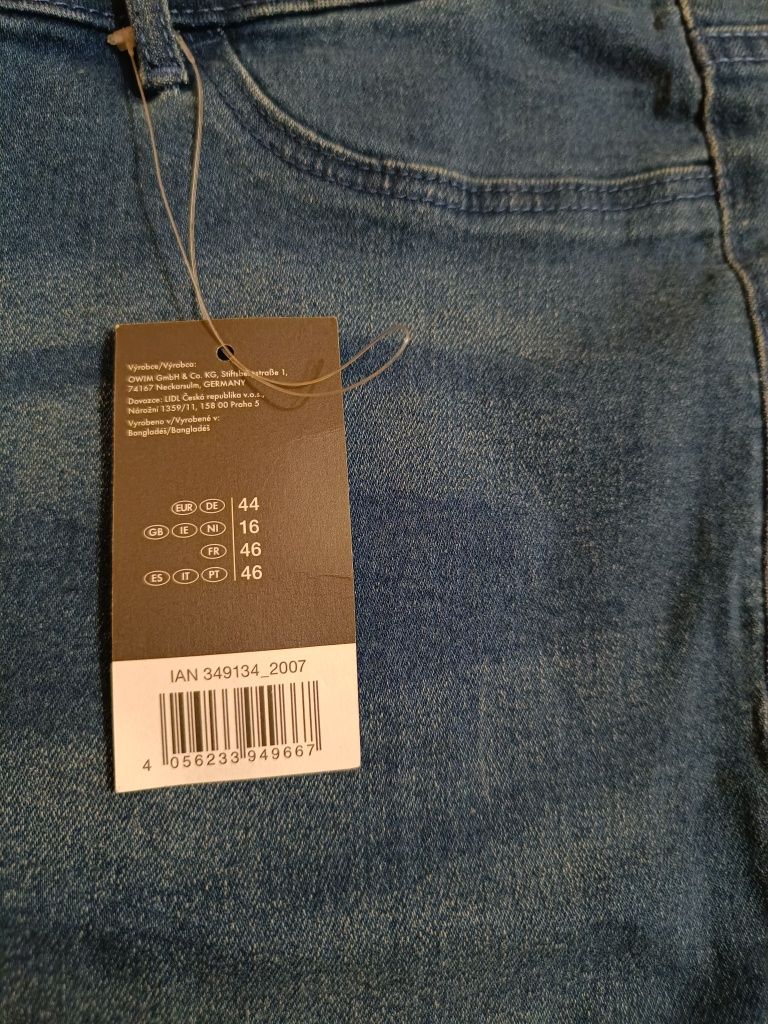 Výrobce/Výrobca:
OWIM GmbH & Co. KG, Stiftsbergstraße 1,
74167 Neckarsulm, GERMANY
Dovozce: LIDL Česká republika v.o.s.,
Nárožní 1359/11, 158 00 Praha 5
Vyrobeno v/Vyrobené v:
Bangladéš/Bangladéš
EUR DE 44
GB IE NI 16
FR 46
ES IT PT 46
IAN 349134_2007
4 056233 949667